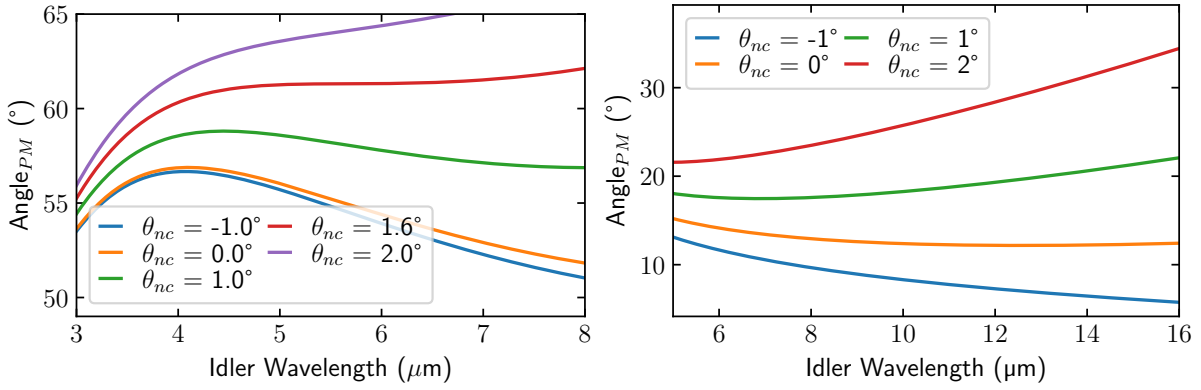 65
60
55
50
Angle_PM (°)
θ_nc = -1.0°
θ_nc = 0.0°
θ_nc = 1.0°
θ_nc = 1.6°
θ_nc = 2.0°
3 4 5 6 7 8
Idler Wavelength (μm)
30
20
10
Angle_PM (°)
θ_nc = -1°
θ_nc = 0°
θ_nc = 1°
θ_nc = 2°
6 8 10 12 14 16
Idler Wavelength (µm)